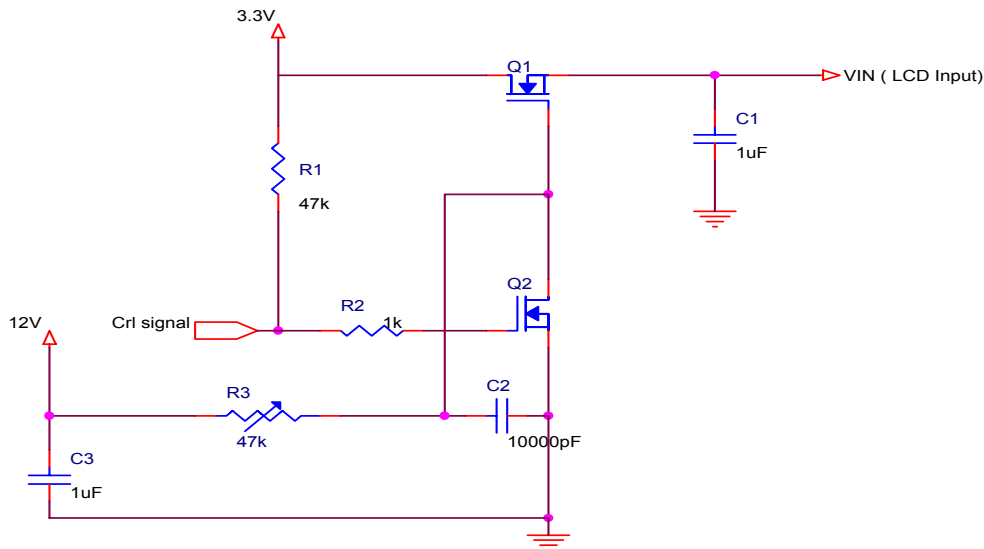 3.3V
Q1
VIN ( LCD Input)
C1
1uF
R1
47k
Q2
R2
1k
Crl signal
12V
R3
47k
C2
10000pF
C3
1uF